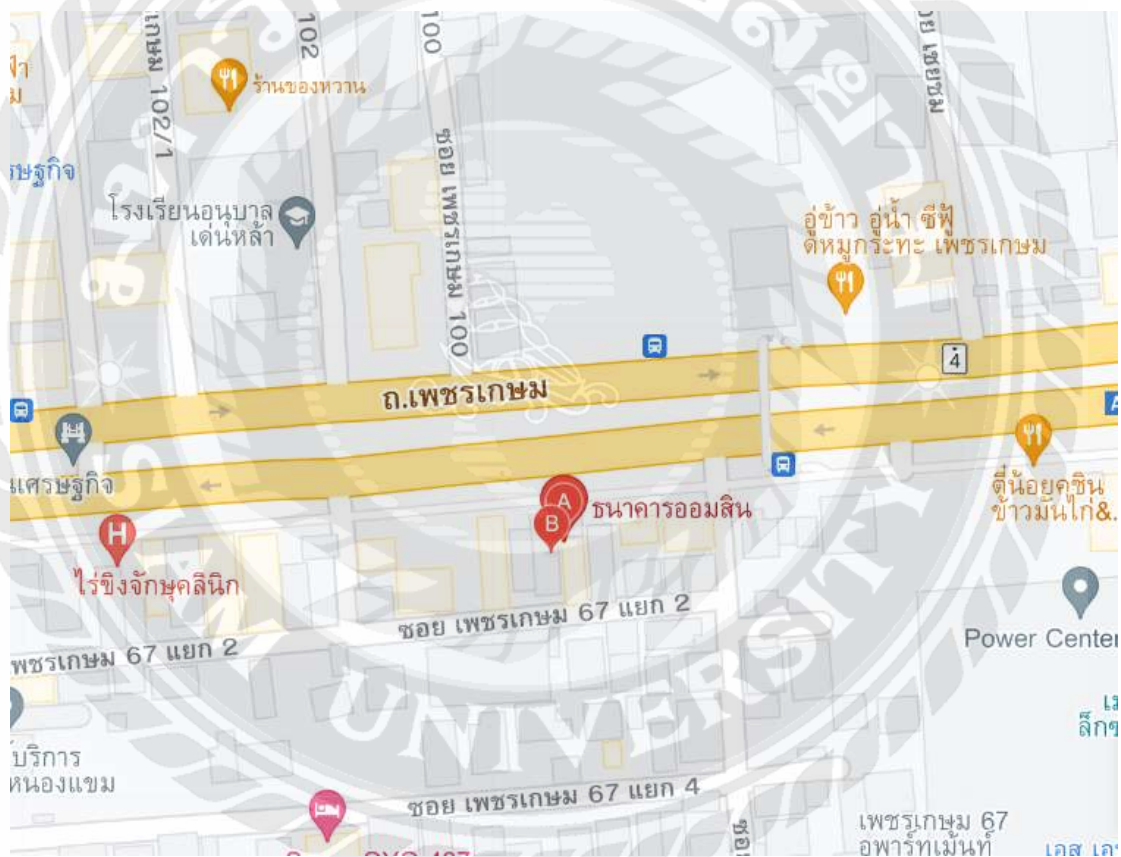 เกษม 102/1
102
100
ร้านของหวาน
รษฐกิจ
โรงเรียนอนุบาล
เด่นหล้า
ซอย เพชรเกษม 100
อู่ข้าว อู่น้ำ ซีฟู้
ดหมูกระทะ เพชรเกษม
4
ถ.เพชรเกษม
A
แศรษฐกิจ
H
ไร่ขิงจักษุคลินิก
A
B
ธนาคารออมสิน
ตี๋น้อยคูซีน
ข้าวมันไก่&.
Power Center
ซอย เพชรเกษม 67 แยก 2
พชรเกษม 67 แยก 2
บริการ
หนองแขม
ซอย เพชรเกษม 67 แยก 4
เพชรเกษม 67
อพาร์ทเม้นท์
ซอย
UNIVERSITY